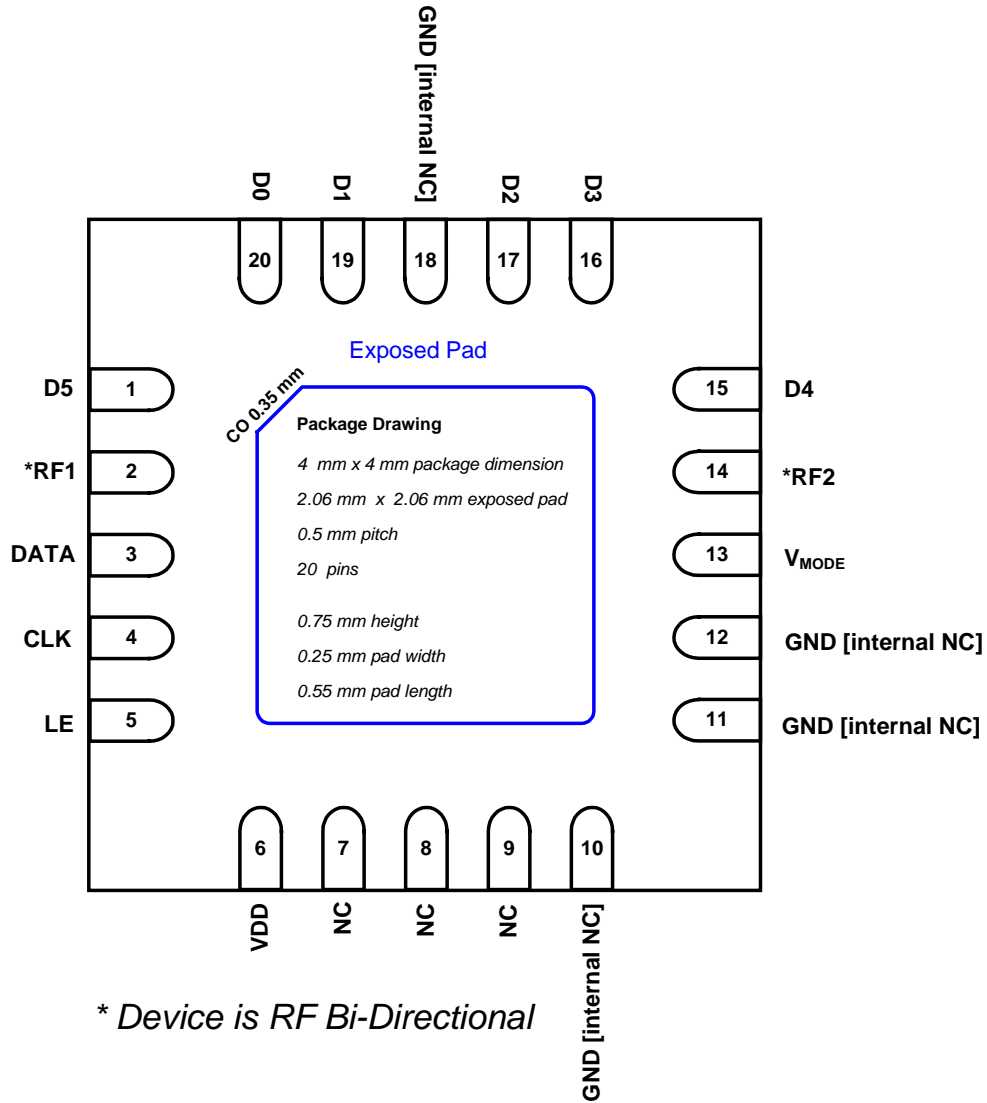 GND [internal NC]
D0
D1
D2
D3
20
19
18
17
16
Exposed Pad
CO 0.35 mm
D5
1
15
D4
*RF1
2
14
*RF2
DATA
3
13
VMODE
CLK
4
12
GND [internal NC]
LE
5
11
GND [internal NC]
Package Drawing
4 mm x 4 mm package dimension
2.06 mm x 2.06 mm exposed pad
0.5 mm pitch
20 pins
0.75 mm height
0.25 mm pad width
0.55 mm pad length
6
7
8
9
10
VDD
NC
NC
NC
GND [internal NC]
* Device is RF Bi-Directional